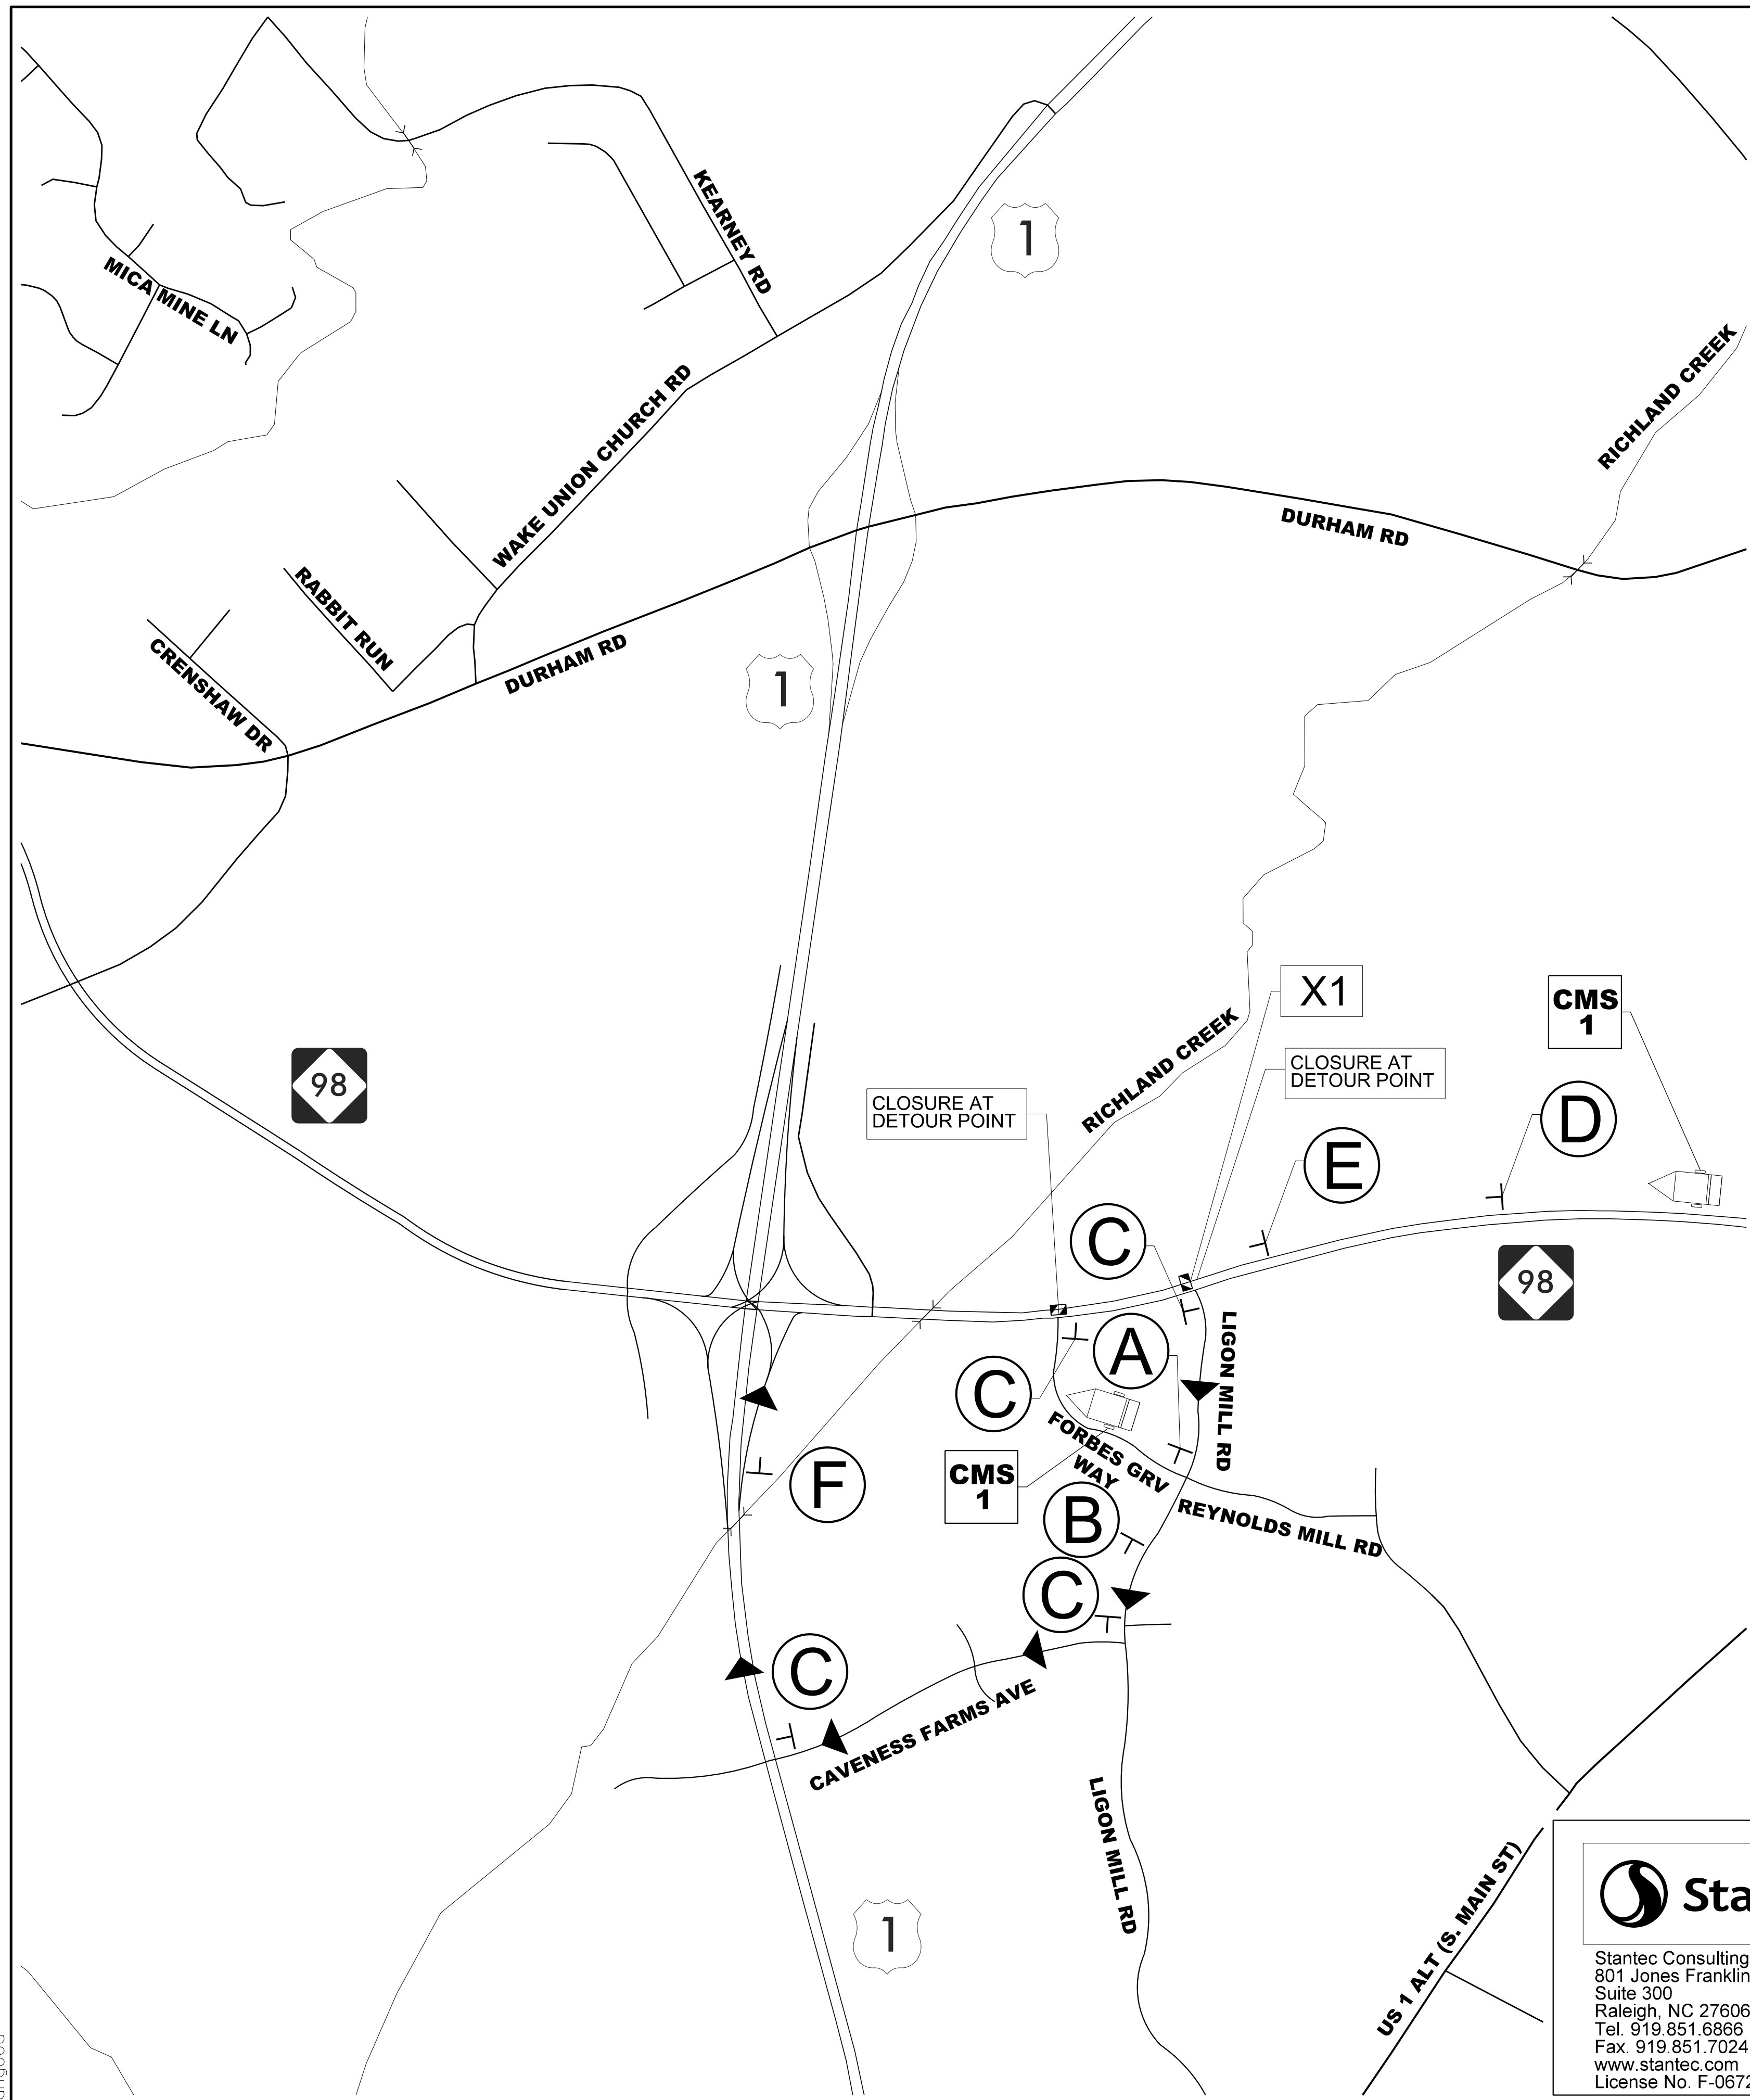 KEARNEY RD
1
MICA MINE LN
RICHLAND CREEK
WAKE UNION CHURCH RD
DURHAM RD
RABBIT RUN
CRENSHAW DR
DURHAM RD
1
X1
CMS
1
RICHLAND CREEK
98
CLOSURE AT
DETOUR POINT
CLOSURE AT
DETOUR POINT
D
E
C
98
A
LIGON MILL RD
C
FORBES GRV
WAY
F
CMS
1
B
REYNOLDS MILL RD
C
C
CAVENESS FARMS AVE
LIGON MILL RD
1
US 1 ALT (S. MAIN ST)
Sta
Stantec Consulting
801 Jones Franklin
Suite 300
Raleigh, NC 27606
Tel. 919.851.6866
Fax. 919.851.7024
www.stantec.com
License No. F-0672